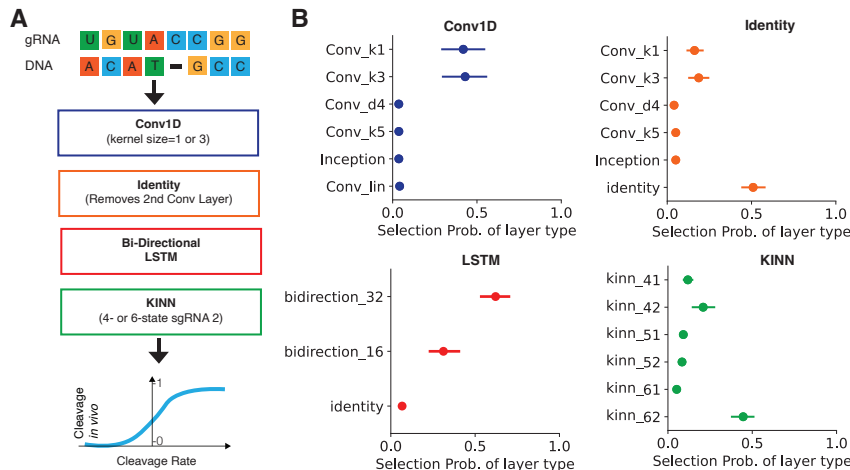 A
gRNA U G U A C C G G
DNA A C A T - G C C
Conv1D
(kernel size=1 or 3)
Identity
(Removes 2nd Conv Layer)
Bi-Directional
LSTM
KINN
(4- or 6-state sgRNA 2)
Cleavage
in vivo
1
0
Cleavage Rate
B
Conv1D
Conv_k1
Conv_k3
Conv_d4
Conv_k5
Inception
Conv_lin
0.0 0.5 1.0
Selection Prob. of layer type
Identity
Conv_k1
Conv_k3
Conv_d4
Conv_k5
Inception
identity
0.0 0.5 1.0
Selection Prob. of layer type
LSTM
bidirection_32
bidirection_16
identity
0.0 0.5 1.0
Selection Prob. of layer type
KINN
kinn_41
kinn_42
kinn_51
kinn_52
kinn_61
kinn_62
0.0 0.5 1.0
Selection Prob. of layer type